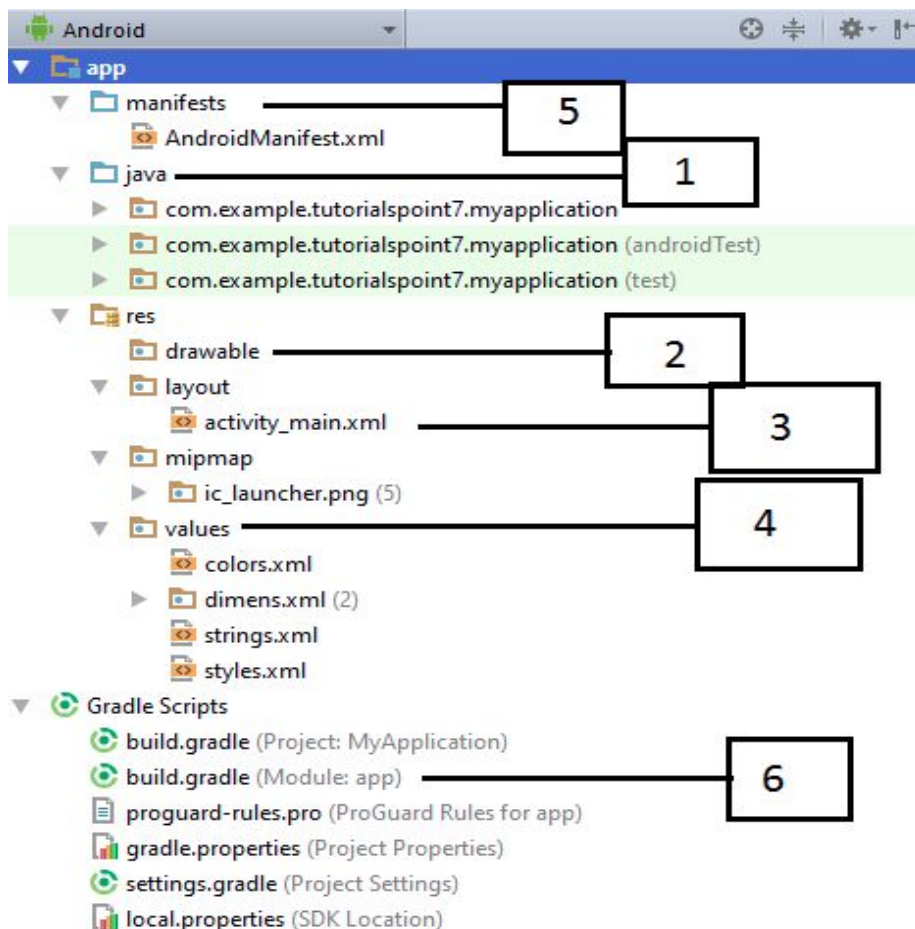 Android
app
manifests
5
AndroidManifest.xml
java
1
com.example.tutorialspoint7.myapplication
com.example.tutorialspoint7.myapplication (androidTest)
com.example.tutorialspoint7.myapplication (test)
res
drawable
2
layout
activity_main.xml
3
mipmap
ic_launcher.png (5)
values
4
colors.xml
dimens.xml (2)
strings.xml
styles.xml
Gradle Scripts
build.gradle (Project: MyApplication)
build.gradle (Module: app)
6
proguard-rules.pro (ProGuard Rules for app)
gradle.properties (Project Properties)
settings.gradle (Project Settings)
local.properties (SDK Location)